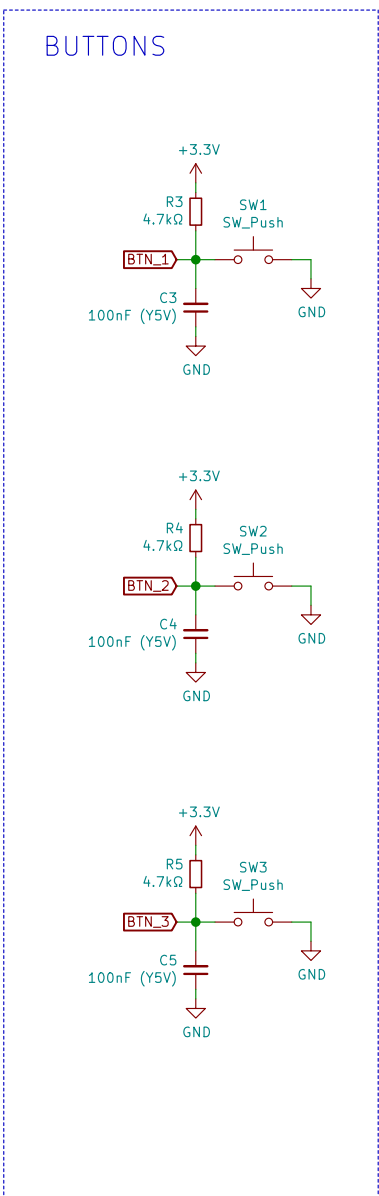 BUTTONS
+3.3V
R3
4.7kΩ
SW1
SW_Push
BTN_1
C3
100nF (Y5V)
GND
GND
+3.3V
R4
4.7kΩ
SW2
SW_Push
BTN_2
C4
100nF (Y5V)
GND
GND
+3.3V
R5
4.7kΩ
SW3
SW_Push
BTN_3
C5
100nF (Y5V)
GND
GND